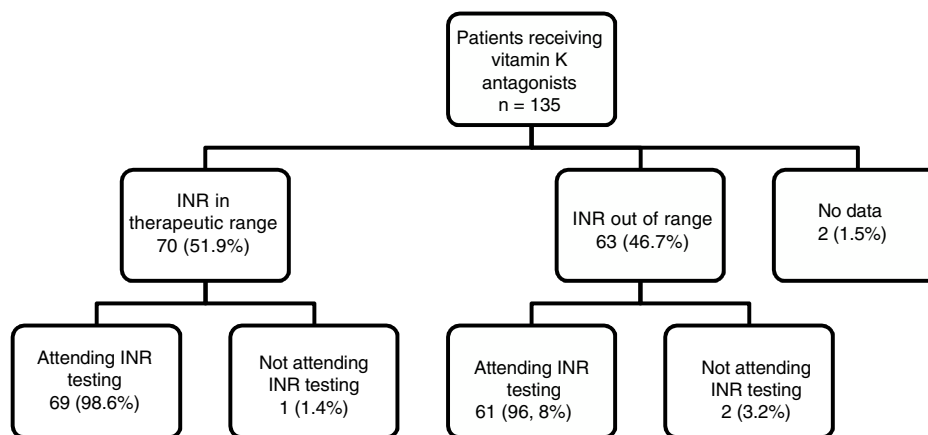 Patients receiving
vitamin K
antagonists
n = 135
INR in
therapeutic range
70 (51.9%)
INR out of range
63 (46.7%)
No data
2 (1.5%)
Attending INR
testing
69 (98.6%)
Not attending
INR testing
1 (1.4%)
Attending INR
testing
61 (96, 8%)
Not attending
INR testing
2 (3.2%)